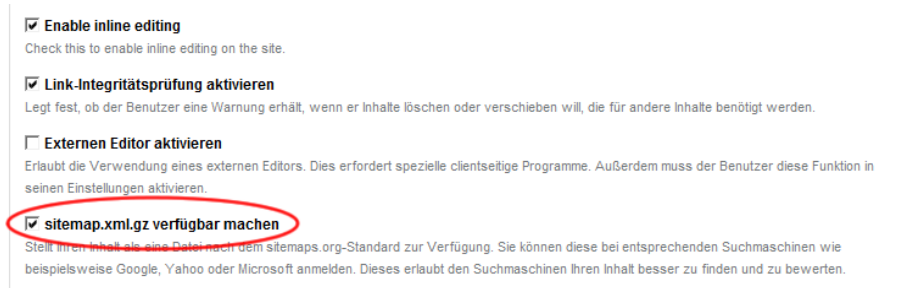 Enable inline editing
Check this to enable inline editing on the site.
Link-Integritätsprüfung aktivieren
Legt fest, ob der Benutzer eine Warnung erhält, wenn er Inhalte löschen oder verschieben will, die für andere Inhalte benötigt werden.
Externen Editor aktivieren
Erlaubt die Verwendung eines externen Editors. Dies erfordert spezielle clientseitige Programme. Außerdem muss der Benutzer diese Funktion in
seinen Einstellungen aktivieren.
sitemap.xml.gz verfügbar machen
Stellt Ihren Inhalt als eine Datei nach dem sitemaps.org-Standard zur Verfügung. Sie können diese bei entsprechenden Suchmaschinen wie
beispielsweise Google, Yahoo oder Microsoft anmelden. Dieses erlaubt den Suchmaschinen Ihren Inhalt besser zu finden und zu bewerten.